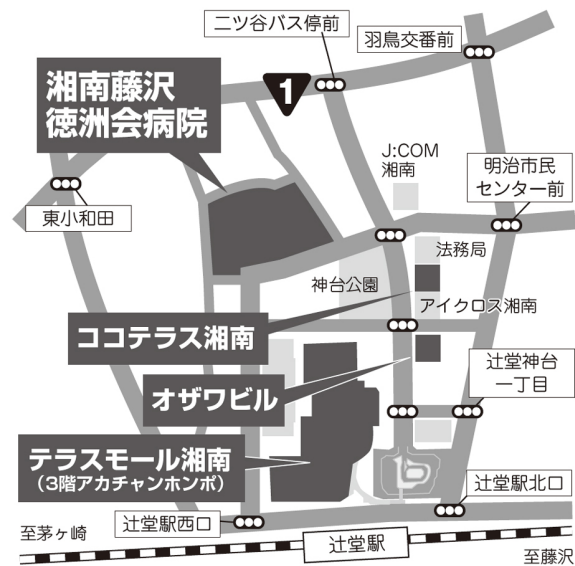 二ツ谷バス停前
羽鳥交番前
1
湘南藤沢
徳洲会病院
J:COM
湘南
明治市民
センター前
東小和田
法務局
神台公園
アイクロス湘南
ココテラス湘南
辻堂神台
一丁目
オザワビル
テラスモール湘南
（3階アカチャンホンポ）
辻堂駅北口
辻堂駅西口
至茅ヶ崎
辻堂駅
至藤沢